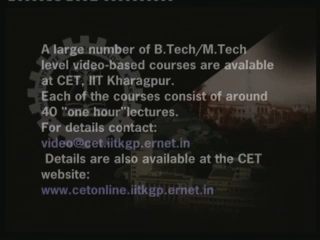 A large number of B.Tech/M.Tech
level video-based courses are avalable
at CET, IIT Kharagpur.
Each of the courses consist of around
40 "one hour"lectures.
For details contact:
video@cet.iitkgp.ernet.in
Details are also available at the CET
website:
www.cetonline.iitkgp.ernet.in